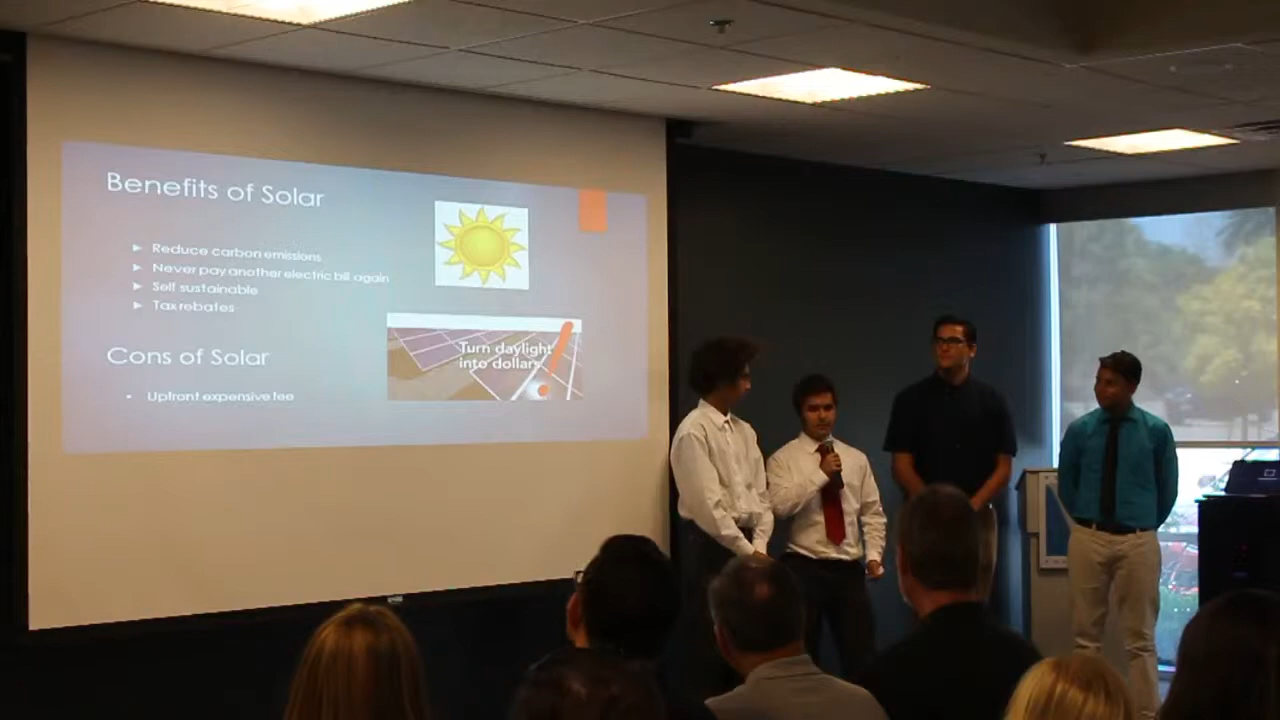 Benefits of Solar
Reduce carbon emissions
Never pay another electric bill again
Self sustainable
Tax rebates
Turn daylight
into dollars
Cons of Solar
Upfront expensive fee